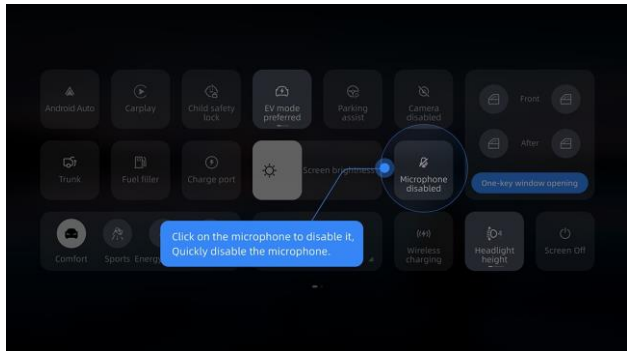 Android Auto
Carplay
Child safety
lock
EV mode
preferred
Parking
assist
Camera
disabled
Front
After
Trunk
Fuel filler
Charge port
Screen brightness
Microphone
disabled
One-key window opening
Click on the microphone to disable it,
Quickly disable the microphone.
Comfort
Sports
Energy
Wireless
charging
Headlight
height
Screen Off